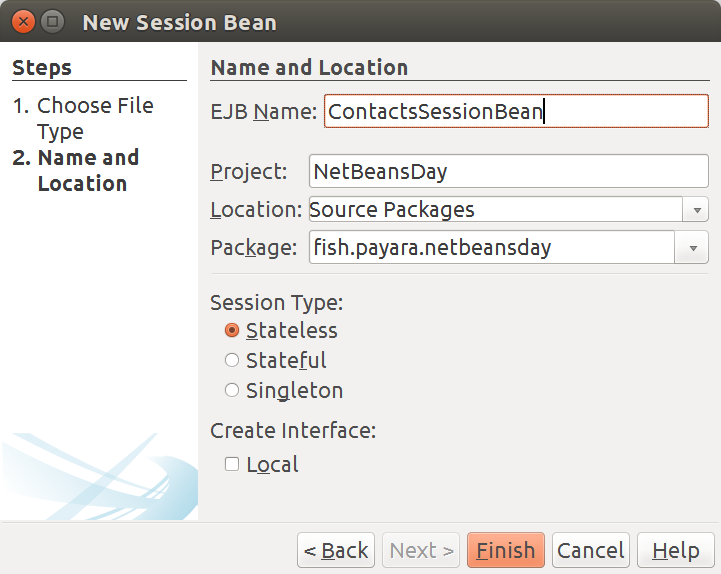 New Session Bean
Steps
1. Choose File
Type
2. Name and
Location
Name and Location
EJB Name: ContactsSessionBean
Project: NetBeansDay
Location: Source Packages
Package: fish.payara.netbeansday
Session Type:
Stateless
Stateful
Singleton
Create Interface:
Local
< Back Next > Finish Cancel Help